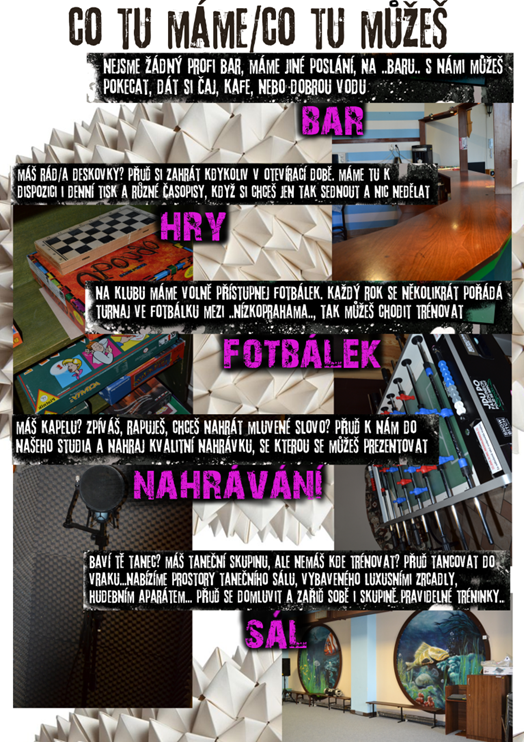 CO TU MÁME/CO TU MŮŽEŠ
NEJSME ŽÁDNÝ PROFI BAR, MÁME JINÉ POSLÁNÍ, NA ..BARU.. S NÁMI MŮŽEŠ
POKECAT, DÁT SI ČAJ, KAFE, NEBO DOBROU VODU
BAR
MÁŠ RÁD/A DESKOVKY? PŘIJĎ SI ZAHRÁT KDYKOLIV V OTEVÍRACÍ DOBĚ. MÁME TU K
DISPOZICI I DENNÍ TISK A RŮZNÉ ČASOPISY, KDYŽ SI CHCEŠ JEN TAK SEDNOUT A NIC NEDĚLAT
HRY
NA KLUBU MÁME VOLNĚ PŘÍSTUPNEJ FOTBÁLEK. KAŽDÝ ROK SE NĚKOLIKRÁT POŘÁDÁ
TURNAJ VE FOTBÁLKU MEZI ..NÍZKOPRAHAMA.., TAK MŮŽEŠ CHODIT TRÉNOVAT
FOTBÁLEK
MÁŠ KAPELU? ZPÍVÁŠ, RAPUJEŠ, CHCEŠ NAHRÁT MLUVENÉ SLOVO? PŘIJĎ K NÁM DO
NAŠEHO STUDIA A NAHRAJ KVALITNÍ NAHRÁVKU, SE KTEROU SE MŮŽEŠ PREZENTOVAT
NAHRÁVÁNÍ
BAVÍ TĚ TANEC? MÁŠ TANEČNÍ SKUPINU, ALE NEMÁŠ KDE TRÉNOVAT? PŘIJĎ TANCOVAT DO
VRAKU..NABÍZÍME PROSTORY TANEČNÍHO SÁLU, VYBAVENÉHO LUXUSNÍMI ZRCADLY,
HUDEBNÍM APARÁTEM... PŘIJĎ SE DOMLUVIT A ZAŘIĎ SOBĚ I SKUPINĚ PRAVIDELNÉ TRÉNINKY..
SÁL